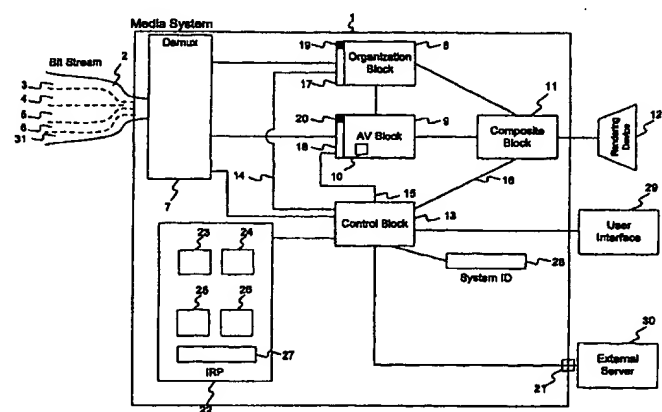 1
Media System
Demux
2
Bit Stream
3
4
5
6
31
7
19
8
Organization
Block
17
20
9
AV Block
18
10
11
Composite
Block
12
Rendering
Device
14
15
16
13
Control Block
29
User
Interface
28
System ID
23
24
25
26
27
IRP
22
30
External
Server
21